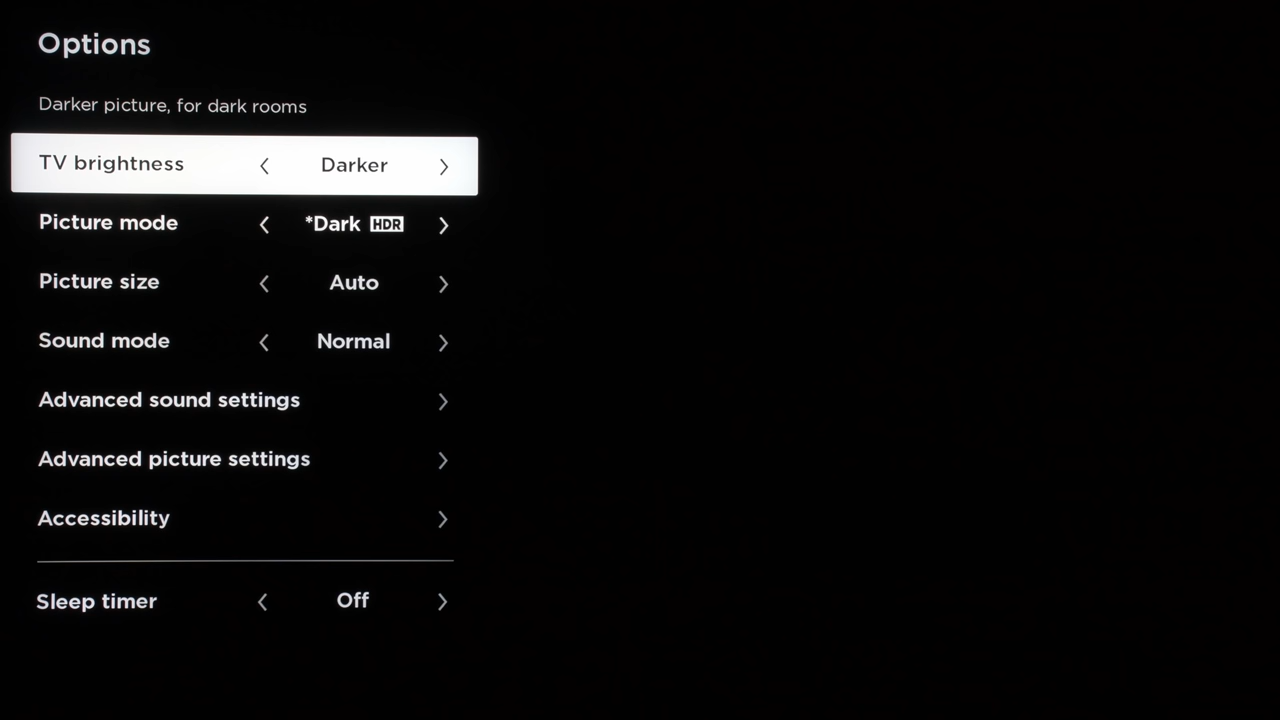 Options
Darker picture, for dark rooms
TV brightness < Darker >
Picture mode < *Dark HDR >
Picture size < Auto >
Sound mode < Normal >
Advanced sound settings >
Advanced picture settings >
Accessibility >
Sleep timer < Off >